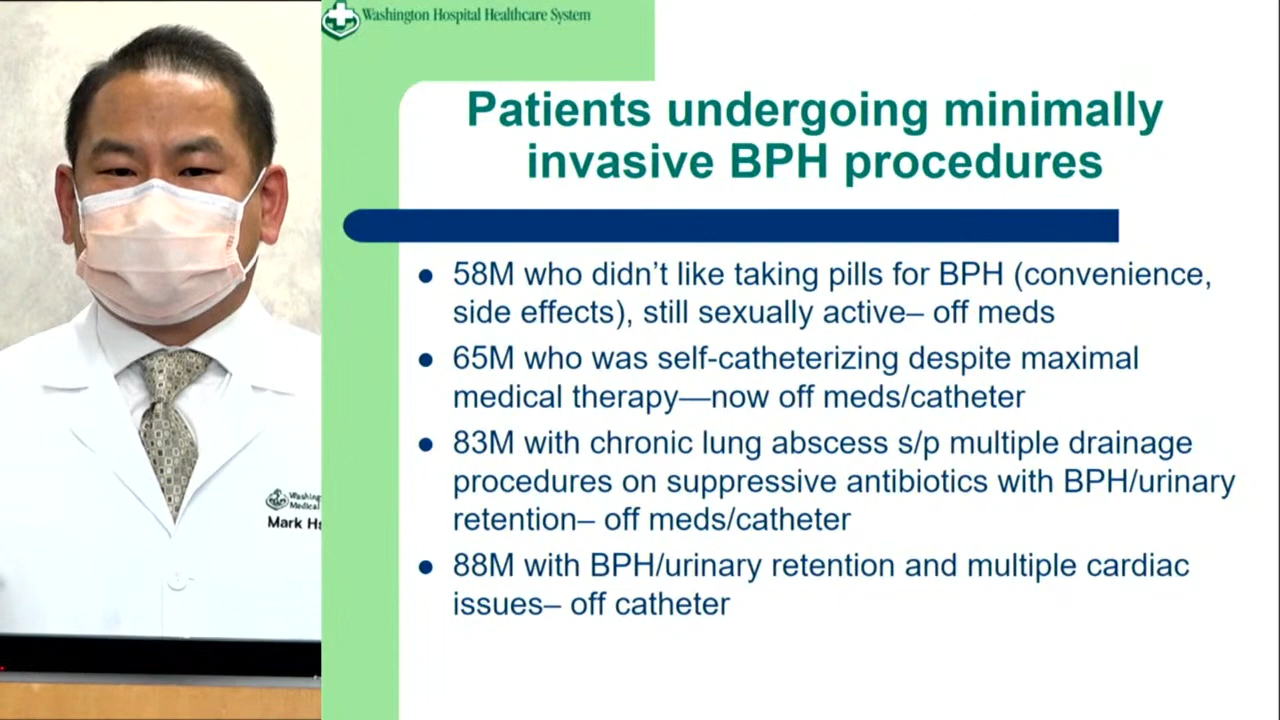 Washington Hospital Healthcare System
Patients undergoing minimally
invasive BPH procedures
● 58M who didn’t like taking pills for BPH (convenience,
side effects), still sexually active– off meds
● 65M who was self-catheterizing despite maximal
medical therapy—now off meds/catheter
● 83M with chronic lung abscess s/p multiple drainage
procedures on suppressive antibiotics with BPH/urinary
retention– off meds/catheter
● 88M with BPH/urinary retention and multiple cardiac
issues– off catheter
Medical
Mark